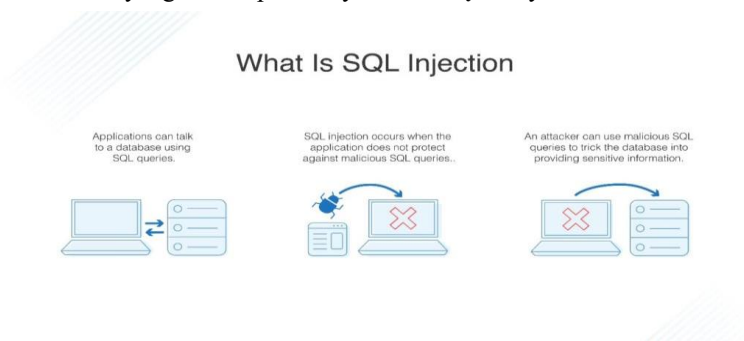 What Is SQL Injection
Applications can talk
to a database using
SQL queries.
SQL injection occurs when the
application does not protect
against malicious SQL queries..
An attacker can use malicious SQL
queries to trick the database into
providing sensitive information.